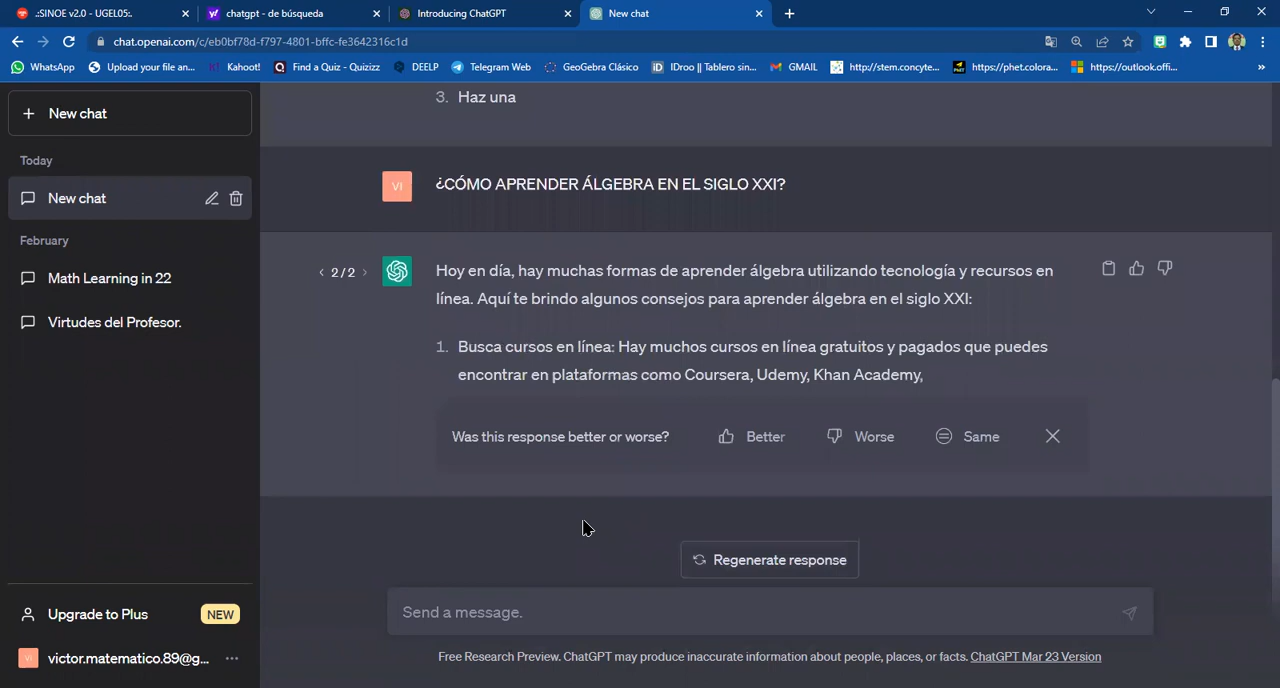 .:SINOE v2.0 - UGEL05:.
chatgpt - de búsqueda
Introducing ChatGPT
New chat
chat.openai.com/c/eb0bf78d-f797-4801-bffc-fe3642316c1d
WhatsApp
Upload your file an...
Kahoot!
Find a Quiz - Quizizz
DEELP
Telegram Web
GeoGebra Clásico
iD
IDroo || Tablero sin...
GMAIL
http://stem.concyte...
https://phet.colora...
https://outlook.offi...
New chat
Today
New chat
February
Math Learning in 22
Virtudes del Profesor.
Upgrade to Plus
NEW
VI
victor.matematico.89@g...
3. Haz una
VI
¿CÓMO APRENDER ÁLGEBRA EN EL SIGLO XXI?
2 / 2
Hoy en día, hay muchas formas de aprender álgebra utilizando tecnología y recursos en
línea. Aquí te brindo algunos consejos para aprender álgebra en el siglo XXI:
1. Busca cursos en línea: Hay muchos cursos en línea gratuitos y pagados que puedes
encontrar en plataformas como Coursera, Udemy, Khan Academy,
Was this response better or worse?
Better
Worse
Same
Regenerate response
Send a message.
Free Research Preview. ChatGPT may produce inaccurate information about people, places, or facts. ChatGPT Mar 23 Version